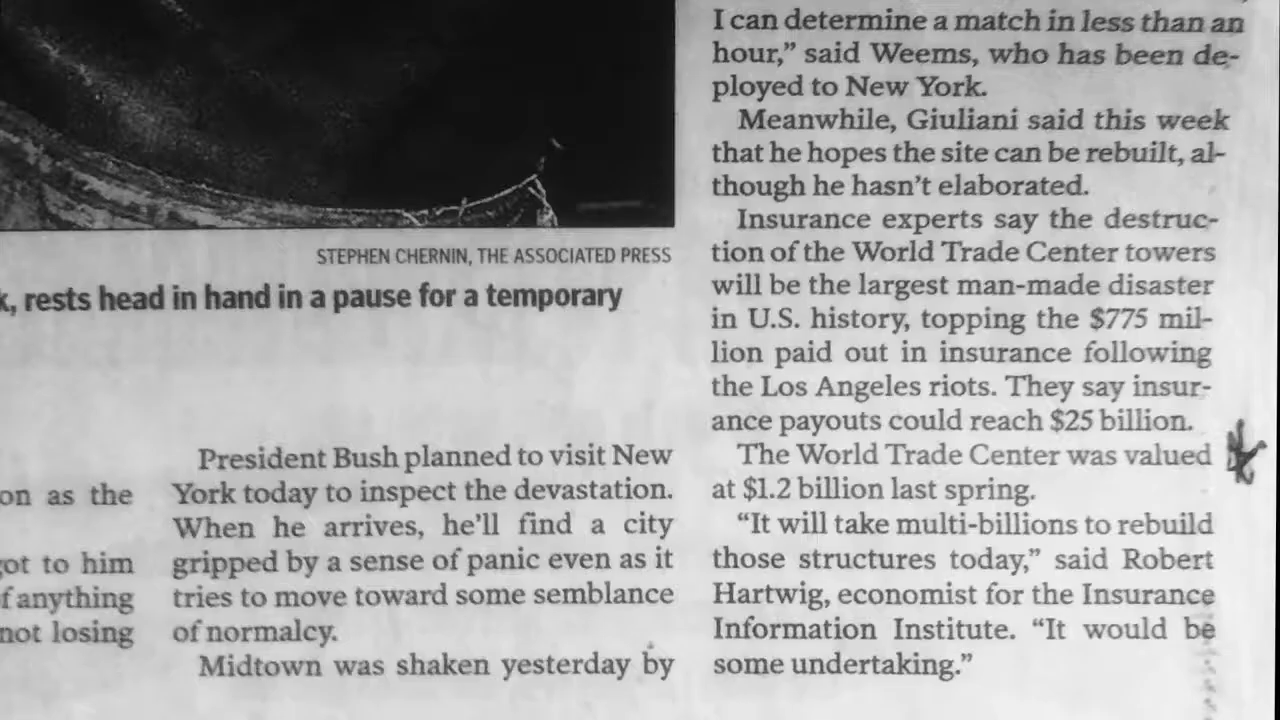 STEPHEN CHERNIN, THE ASSOCIATED PRESS
rests head in hand in a pause for a temporary
on as the
got to him
f anything
not losing
President Bush planned to visit New
York today to inspect the devastation.
When he arrives, he'll find a city
gripped by a sense of panic even as it
tries to move toward some semblance
of normalcy.
Midtown was shaken yesterday by
I can determine a match in less than an
hour,” said Weems, who has been de-
ployed to New York.
Meanwhile, Giuliani said this week
that he hopes the site can be rebuilt, al-
though he hasn't elaborated.
Insurance experts say the destruc-
tion of the World Trade Center towers
will be the largest man-made disaster
in U.S. history, topping the $775 mil-
lion paid out in insurance following
the Los Angeles riots. They say insur-
ance payouts could reach $25 billion.
The World Trade Center was valued
at $1.2 billion last spring.
“It will take multi-billions to rebuild
those structures today,” said Robert
Hartwig, economist for the Insurance
Information Institute. “It would be
some undertaking.”